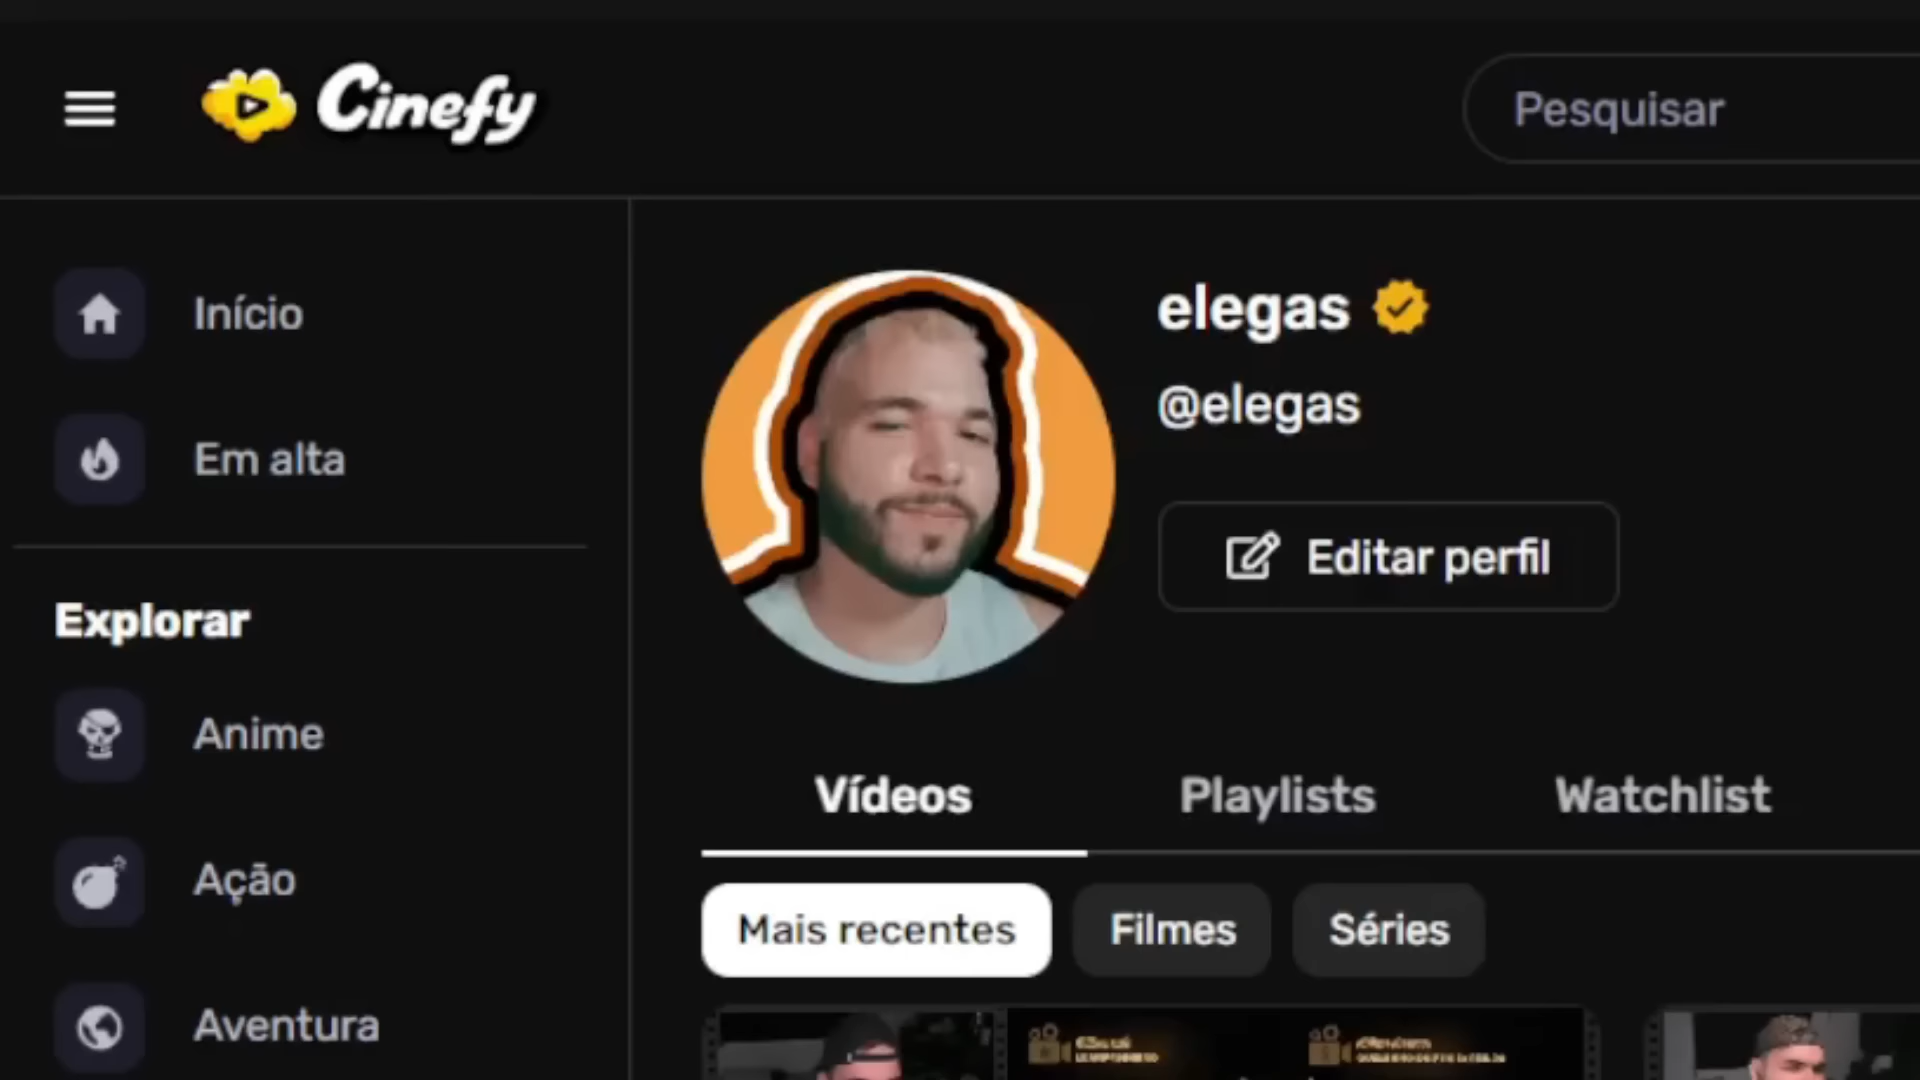 Cinefy
Pesquisar
Início
Em alta
Explorar
Anime
Ação
Aventura
elegas
@elegas
Editar perfil
Vídeos
Playlists
Watchlist
Mais recentes
Filmes
Séries